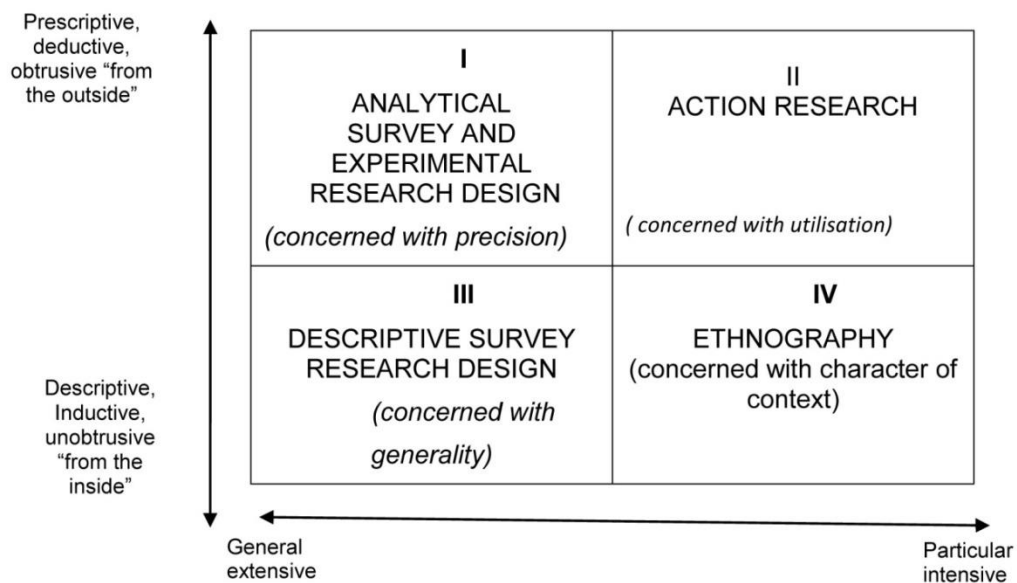 Prescriptive,
deductive,
obtrusive “from
the outside”
I
ANALYTICAL
SURVEY AND
EXPERIMENTAL
RESEARCH DESIGN
(concerned with precision)
II
ACTION RESEARCH
( concerned with utilisation)
Descriptive,
Inductive,
unobtrusive
“from the
inside”
III
DESCRIPTIVE SURVEY
RESEARCH DESIGN
(concerned with
generality)
IV
ETHNOGRAPHY
(concerned with character of
context)
General
extensive
Particular
intensive